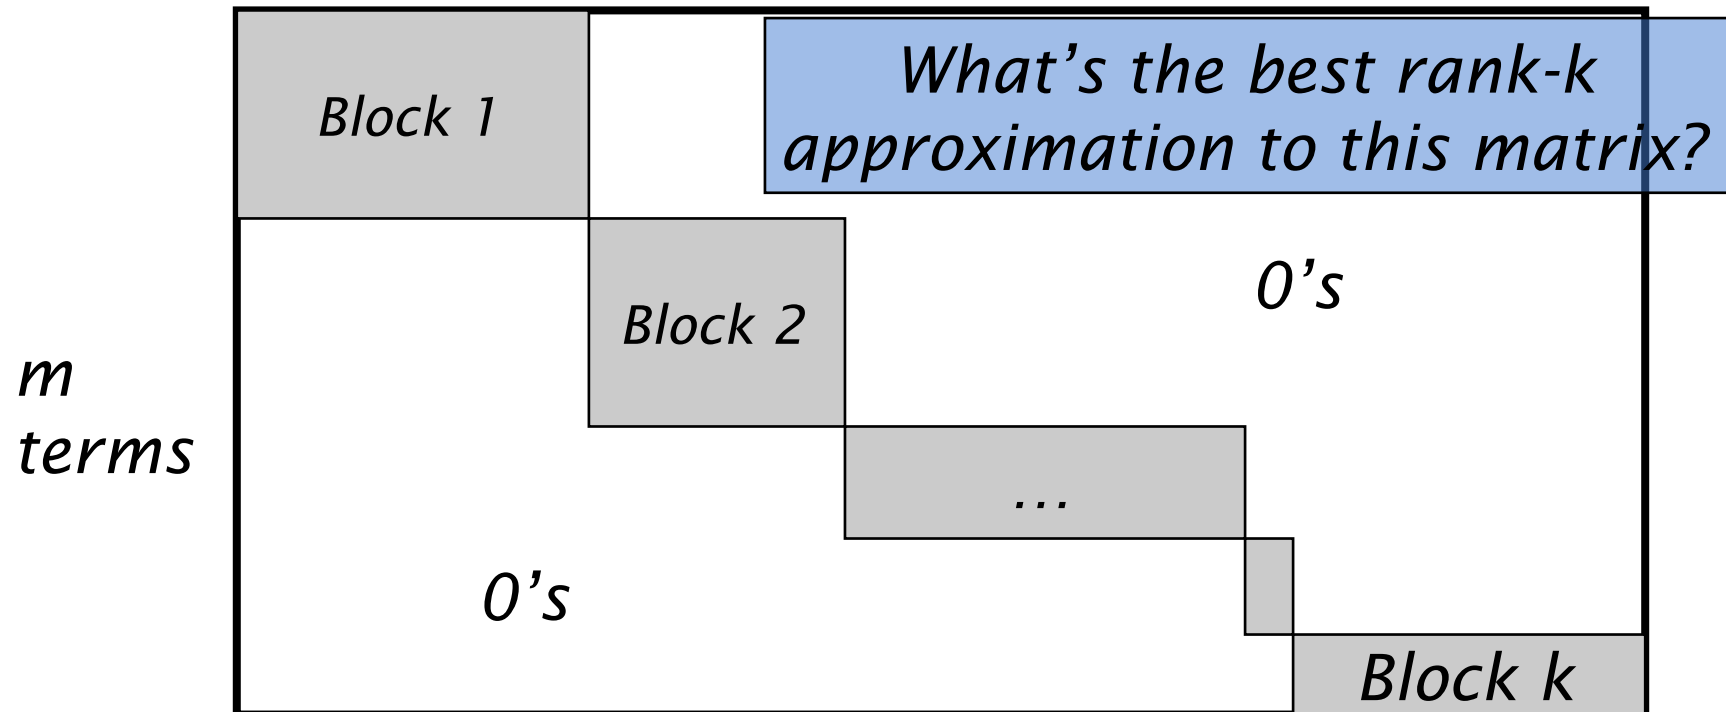 What's the best rank-k
approximation to this matrix?
Block 1
0's
Block 2
m
terms
...
0's
Block k